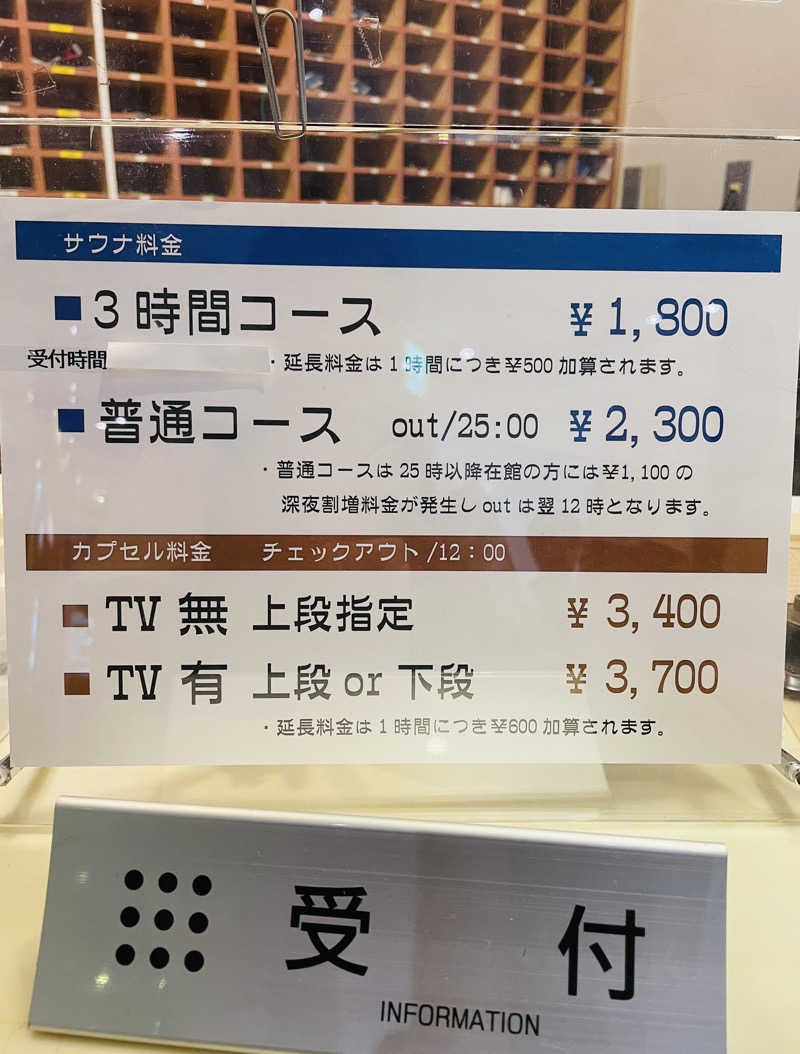 サウナ料金
■3時間コース ¥1,800
受付時間 ・延長料金は1時間につき¥500加算されます。
■普通コース out/25:00 ¥2,300
・普通コースは25時以降在館の方には¥1,100の
深夜割増料金が発生しoutは翌12時となります。
カプセル料金 チェックアウト/12:00
■TV無 上段指定 ¥3,400
■TV有 上段or下段 ¥3,700
・延長料金は1時間につき¥600加算されます。
受付
INFORMATION